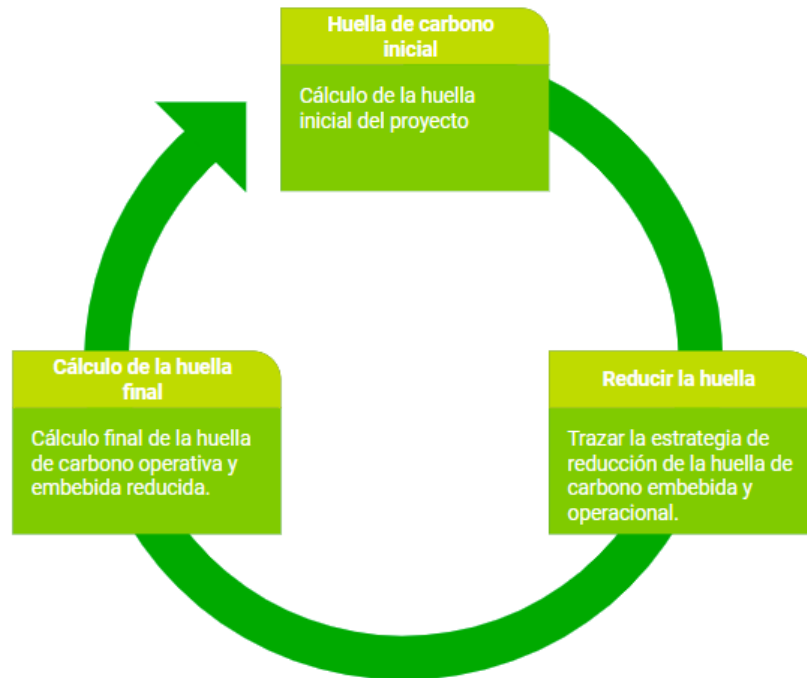 Huella de carbono
inicial
Cálculo de la huella
inicial del proyecto
Cálculo de la huella
final
Cálculo final de la huella
de carbono operativa y
embebida reducida.
Reducir la huella
Trazar la estrategia de
reducción de la huella de
carbono embebida y
operacional.